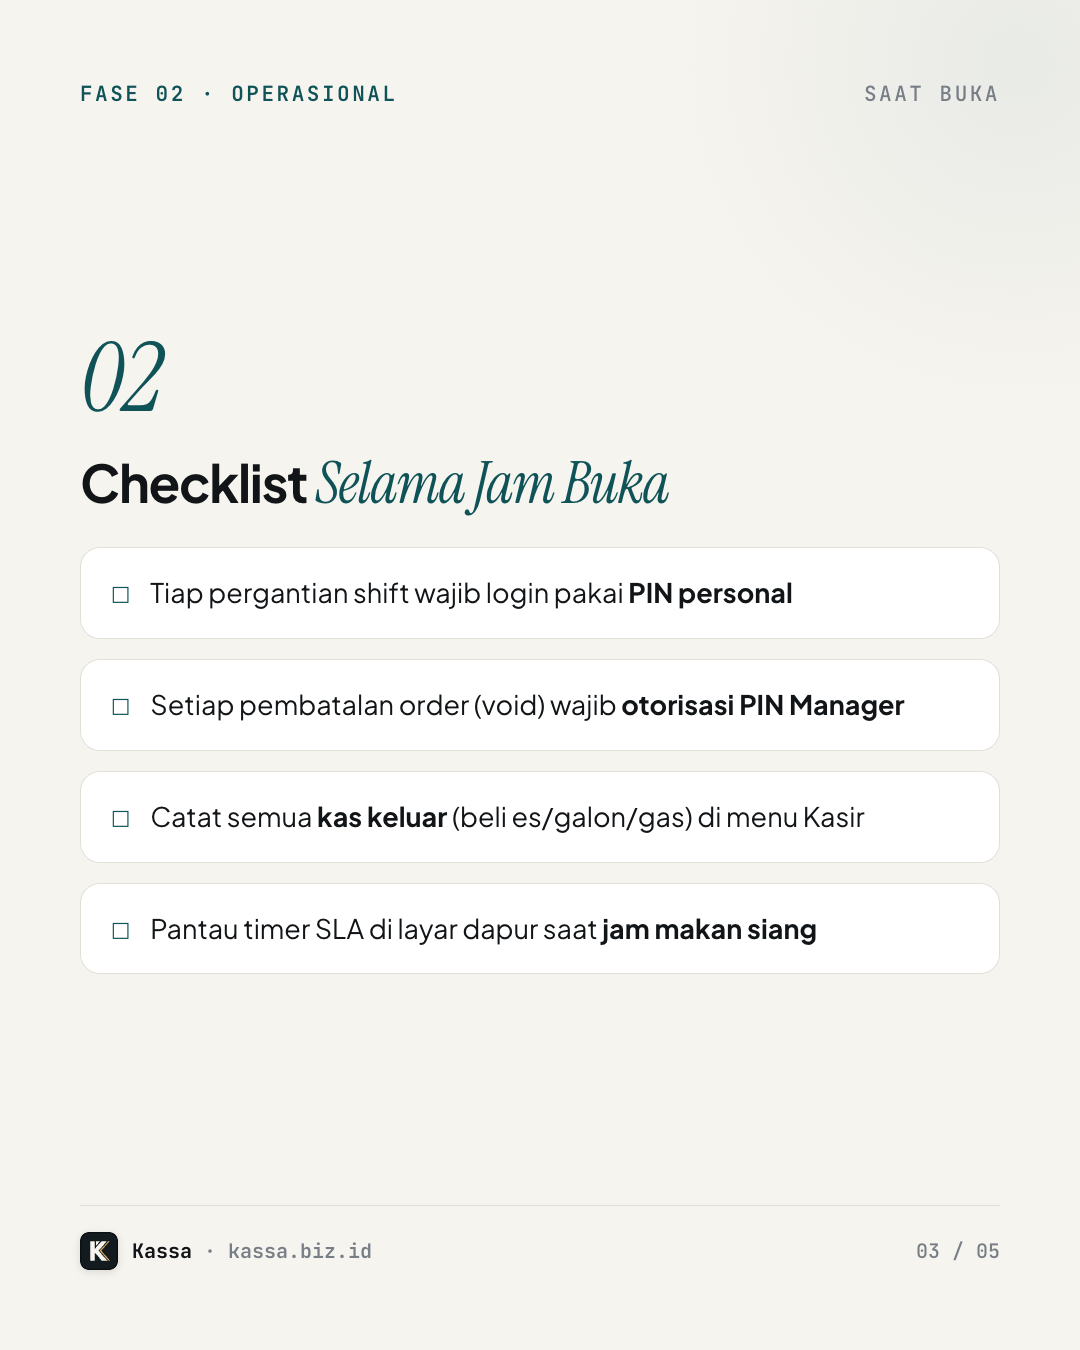 FASE 02 · OPERASIONAL
SAAT BUKA
02
Checklist Selama Jam Buka
☐ Tiap pergantian shift wajib login pakai PIN personal
☐ Setiap pembatalan order (void) wajib otorisasi PIN Manager
☐ Catat semua kas keluar (beli es/galon/gas) di menu Kasir
☐ Pantau timer SLA di layar dapur saat jam makan siang
K Kassa · kassa.biz.id
03 / 05